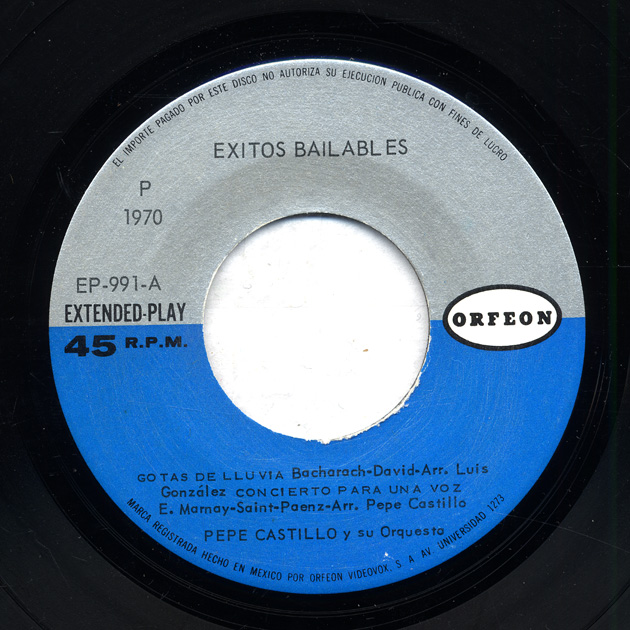 EL IMPORTE PAGADO POR ESTE DISCO NO AUTORIZA SU EJECUCION PUBLICA CON FINES DE LUCRO
EXITOS BAILABLES
P
1970
EP-991-A
EXTENDED-PLAY
45 R.P.M.
ORFEON
GOTAS DE LLUVIA Bacharach-David-Arr. Luis
González CONCIERTO PARA UNA VOZ
E. Marnay-Saint-Paenz-Arr. Pepe Castillo
PEPE CASTILLO y su Orquesta
MARCA REGISTRADA HECHO EN MEXICO POR ORFEON VIDEOVOX, S A AV. UNIVERSIDAD 1273